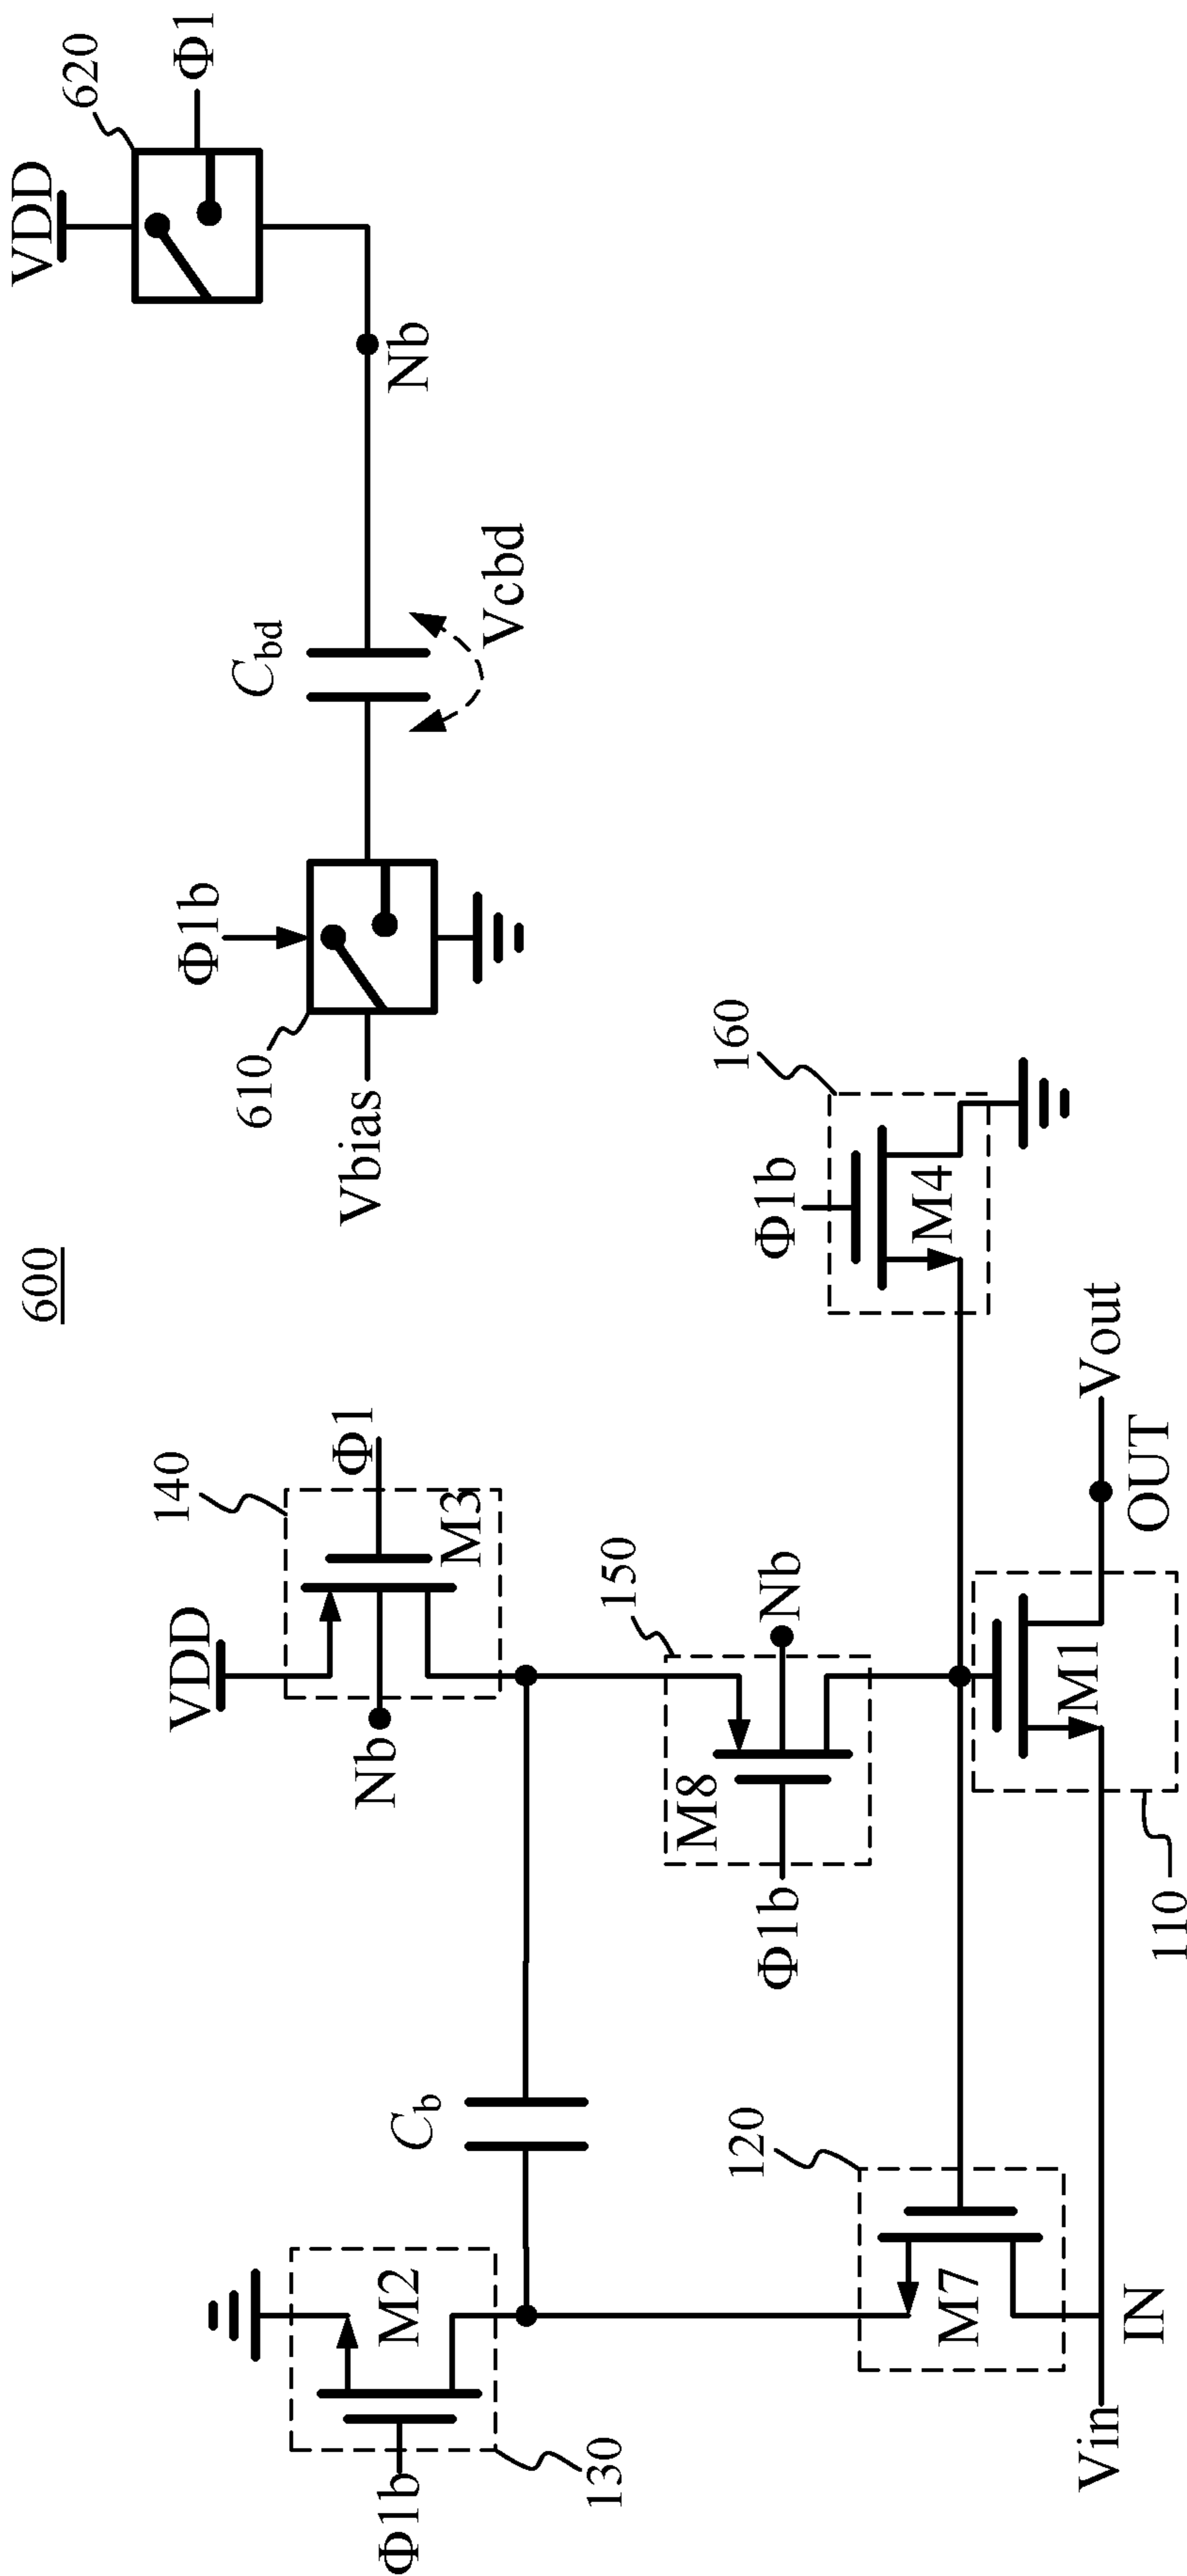 600
VDD
620
Φ1
Φ1b
610
Vbias
Cbd
Vcbd
Nb
VDD
140
Φ1
M3
Nb
130
M2
Φ1b
Cb
150
M8
Nb
Φ1b
160
Φ1b
M4
120
M7
M1
110
Vin
IN
OUT
Vout